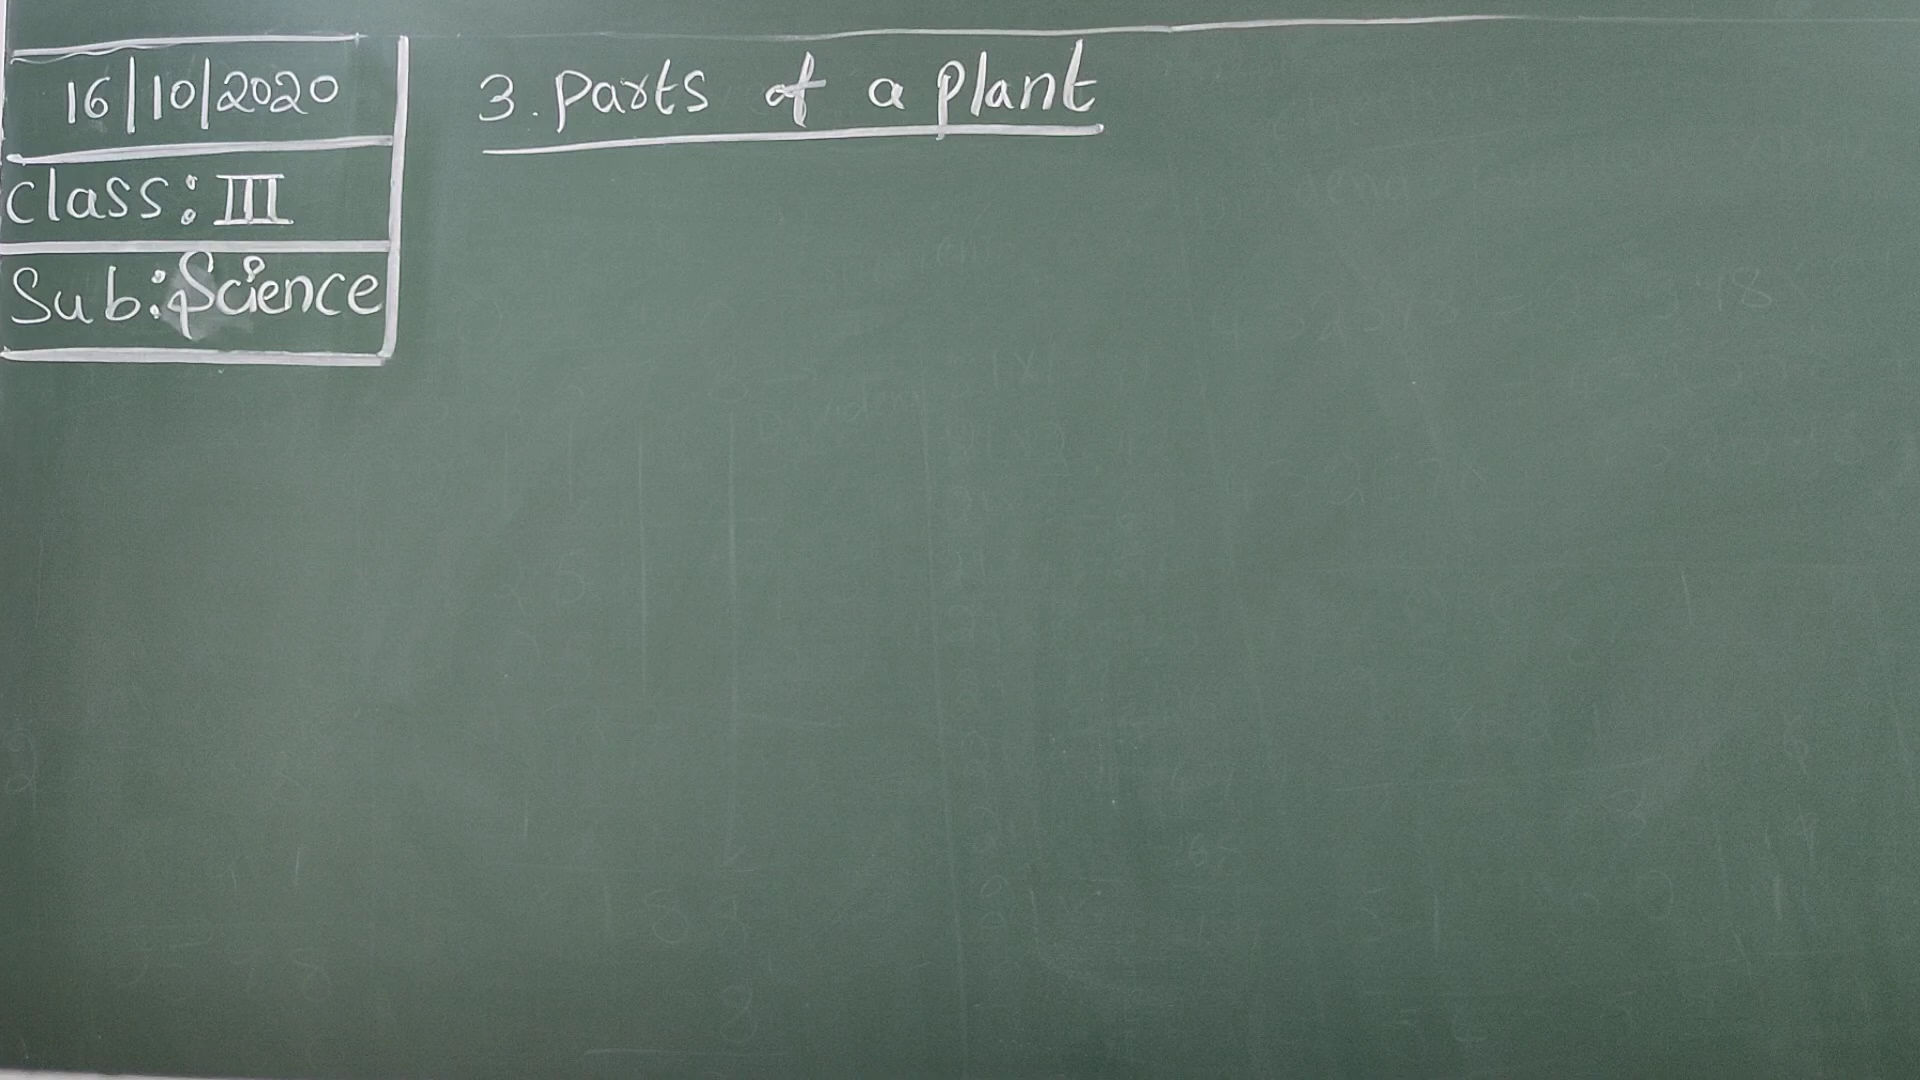 16/10/2020
Class: III
Sub: Science
3. Parts of a Plant